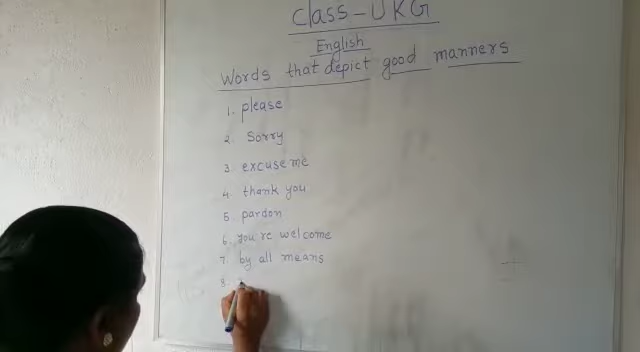 class - UKG
English
Words that depict good manners
1. please
2. Sorry
3. excuse me
4. thank you
5. pardon
6. you're welcome
7. by all means
8.